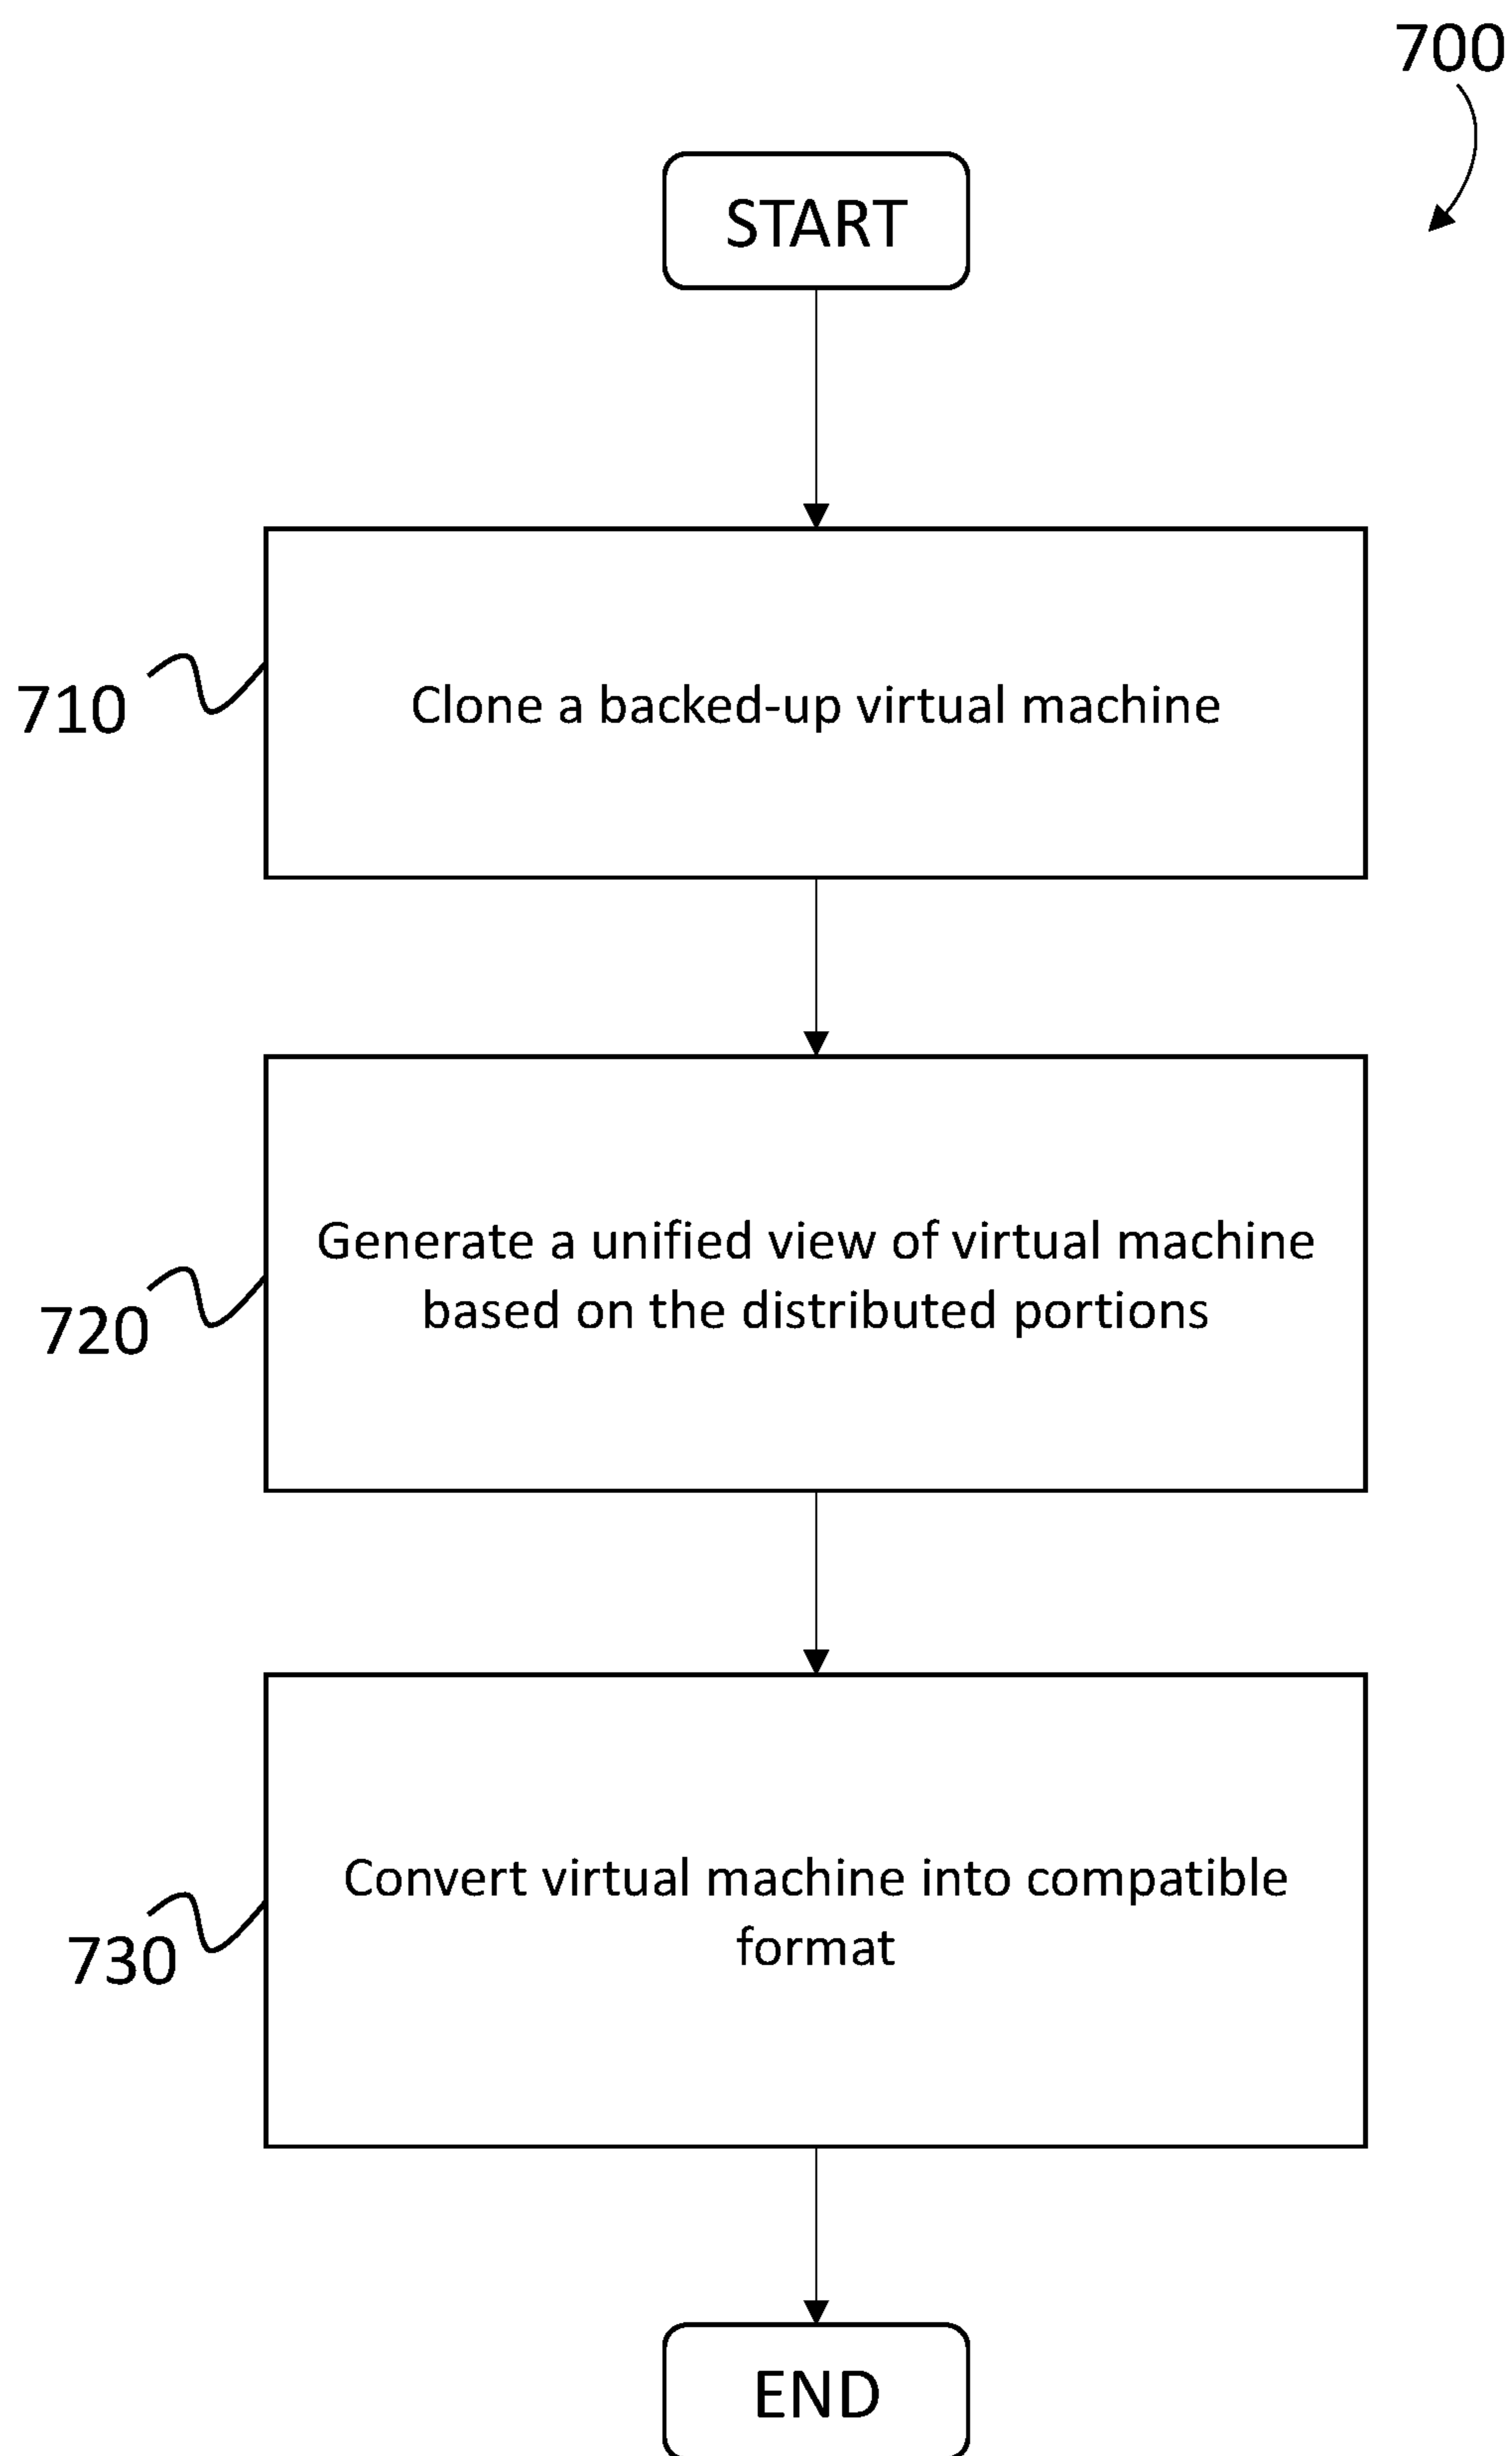 700
START
710
Clone a backed-up virtual machine
720
Generate a unified view of virtual machine
based on the distributed portions
730
Convert virtual machine into compatible
format
END